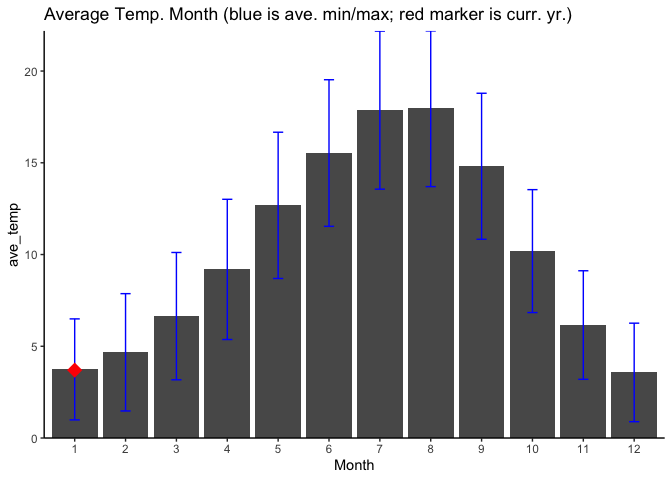 Average Temp. Month (blue is ave. min/max; red marker is curr. yr.)
20
15
10
5
0
ave_temp
1 2 3 4 5 6 7 8 9 10 11 12
Month